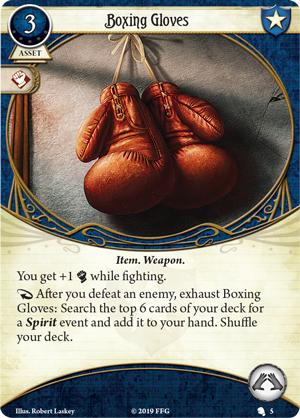 3
Boxing Gloves
ASSET
Item. Weapon.
You get +1 while fighting.
After you defeat an enemy, exhaust Boxing
Gloves: Search the top 6 cards of your deck for
a Spirit event and add it to your hand. Shuffle
your deck.
Illus. Robert Laskey
© 2019 FFG
5